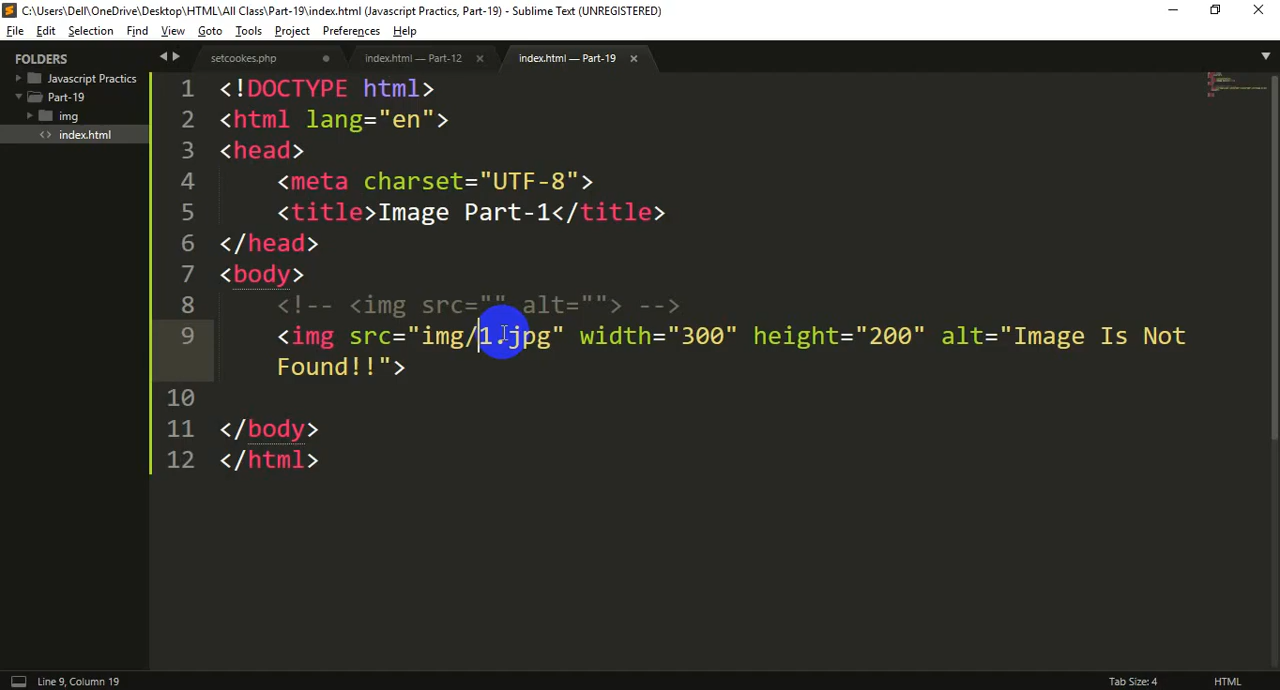 C:\Users\Dell\OneDrive\Desktop\HTML\All Class\Part-19\index.html (Javascript Practics, Part-19) - Sublime Text (UNREGISTERED)
File Edit Selection Find View Goto Tools Project Preferences Help
FOLDERS
Javascript Practics
Part-19
img
index.html
setcookes.php
index.html — Part-12
index.html — Part-19
1 <!DOCTYPE html>
2 <html lang="en">
3 <head>
4 <meta charset="UTF-8">
5 <title>Image Part-1</title>
6 </head>
7 <body>
8 <!-- <img src="" alt=""> -->
9 <img src="img/1.jpg" width="300" height="200" alt="Image Is Not
Found!!">
10
11 </body>
12 </html>
Line 9, Column 19
Tab Size: 4
HTML